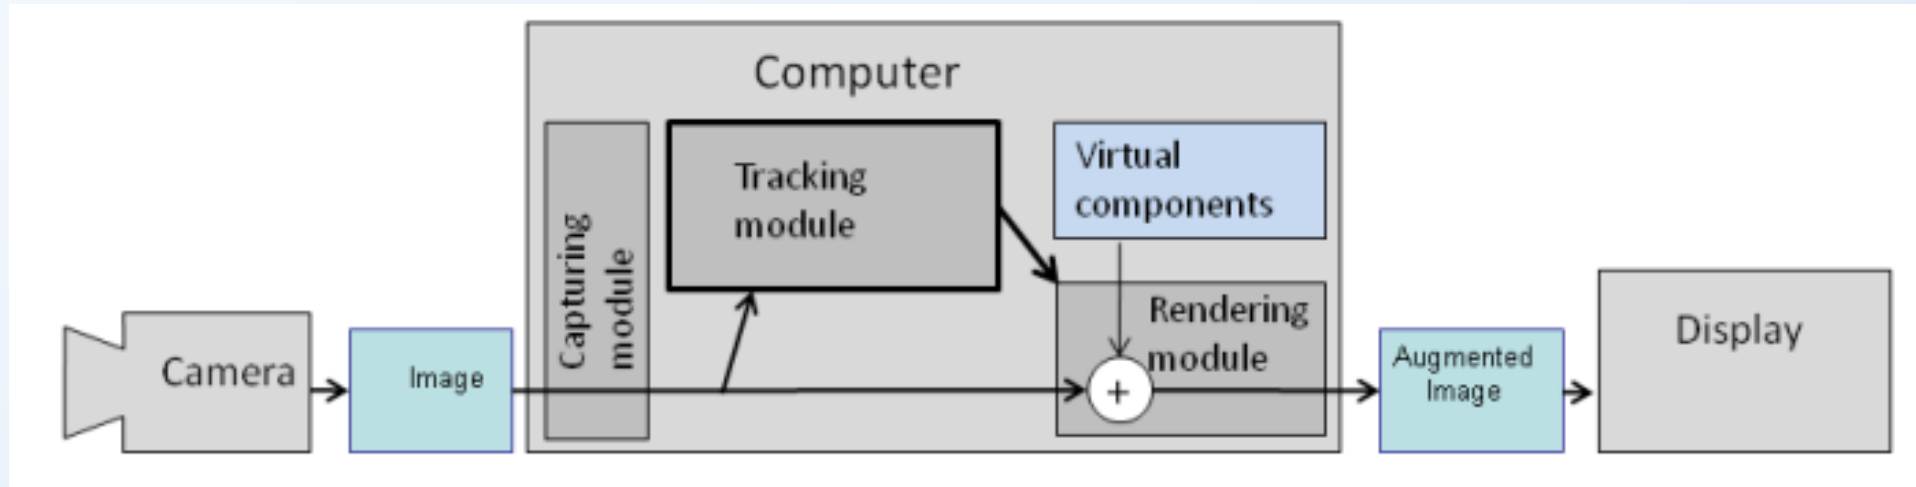 Computer
Camera
Image
Capturing
module
Tracking
module
Virtual
components
Rendering
module
+
Augmented
Image
Display